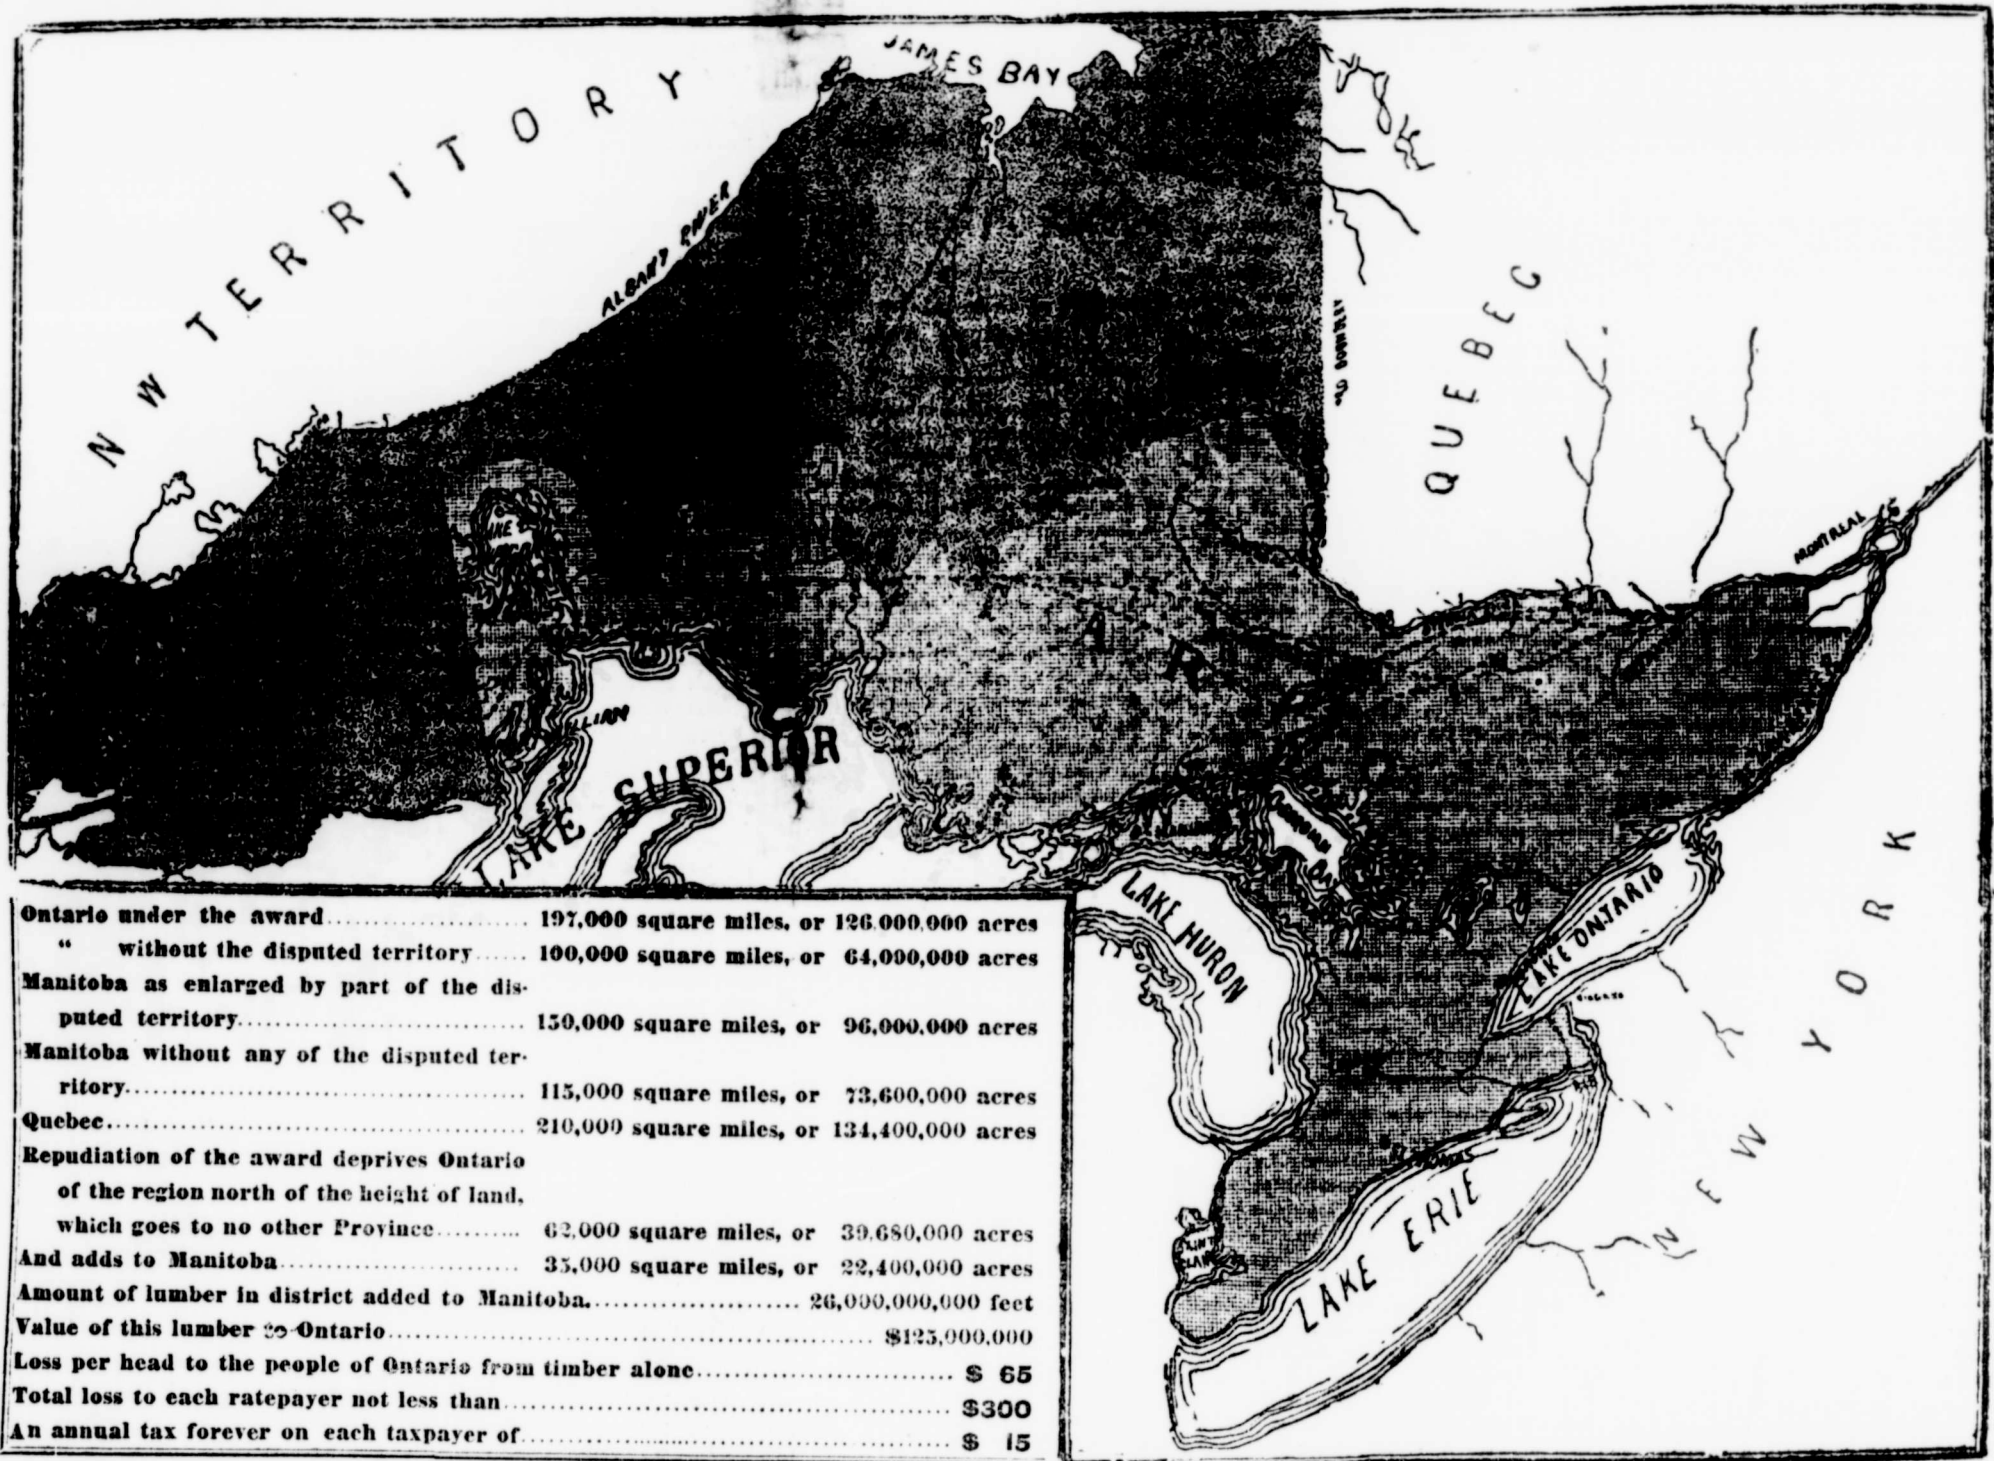 JAMES BAY
N W TERRITORY
ALBANY RIVER
OLD BOUNDARY
QUEBEC
MONTREAL
A R
LLIAM
LAKE SUPERIOR
LAKE HURON
LAKE ONTARIO
LAKE ERIE
NEW YORK
Ontario under the award 197,000 square miles, or 126,000,000 acres
“ without the disputed territory 100,000 square miles, or 64,000,000 acres
Manitoba as enlarged by part of the dis-
puted territory 150,000 square miles, or 96,000,000 acres
Manitoba without any of the disputed ter-
ritory 115,000 square miles, or 73,600,000 acres
Quebec 210,000 square miles, or 134,400,000 acres
Repudiation of the award deprives Ontario
of the region north of the height of land,
which goes to no other Province 62,000 square miles, or 39,680,000 acres
And adds to Manitoba 35,000 square miles, or 22,400,000 acres
Amount of lumber in district added to Manitoba. 26,000,000,000 feet
Value of this lumber to Ontario $125,000,000
Loss per head to the people of Ontario from timber alone $ 65
Total loss to each ratepayer not less than $300
An annual tax forever on each taxpayer of $ 15